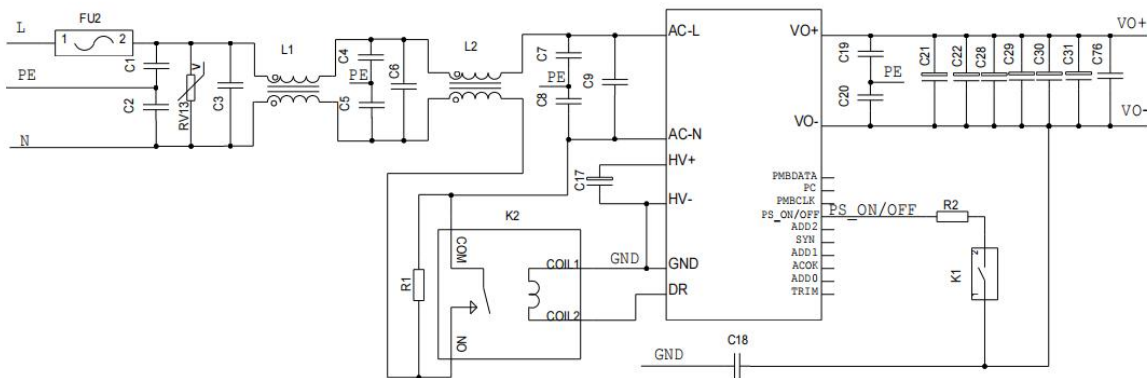 L
FU2
1
2
PE
N
C1
C2
V
RV13
C3
L1
C4
PE
C5
C6
L2
C7
PE
C8
C9
AC-L
AC-N
HV+
HV-
C17
GND
GND
DR
K2
COM
NO
COIL1
COIL2
R1
VO+
VO-
PMBDATA
PC
PMBCLK
PS_ON/OFF
ADD2
SYN
ADD1
ACOK
ADD0
TRIM
PS_ON/OFF
R2
K1
2
1
C19
PE
C20
C21
C22
C28
C29
C30
C31
C76
VO+
VO-
GND
C18